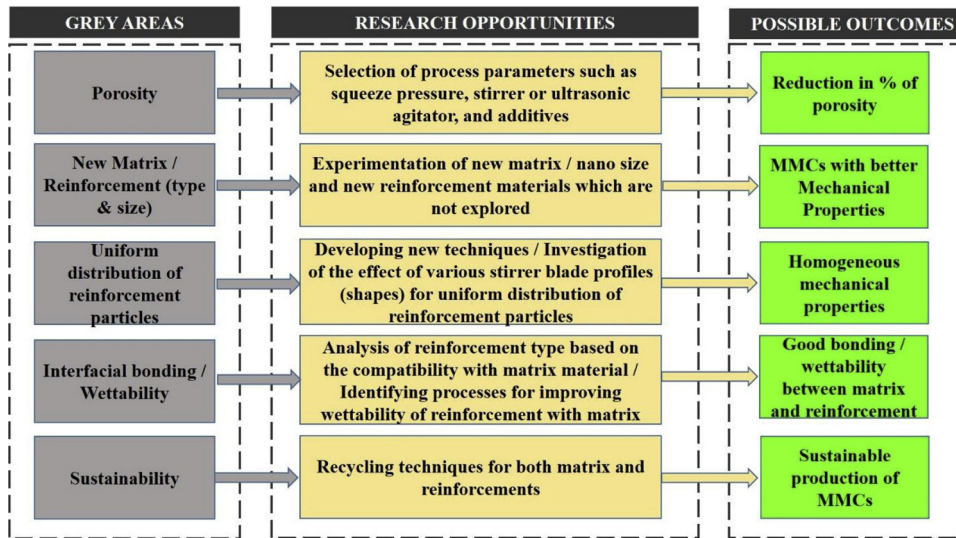 GREY AREAS
RESEARCH OPPORTUNITIES
POSSIBLE OUTCOMES
Porosity
Selection of process parameters such as
squeeze pressure, stirrer or ultrasonic
agitator, and additives
Reduction in % of
porosity
New Matrix /
Reinforcement (type
& size)
Experimentation of new matrix / nano size
and new reinforcement materials which are
not explored
MMCs with better
Mechanical
Properties
Uniform
distribution of
reinforcement
particles
Developing new techniques / Investigation
of the effect of various stirrer blade profiles
(shapes) for uniform distribution of
reinforcement particles
Homogeneous
mechanical
properties
Interfacial bonding /
Wettability
Analysis of reinforcement type based on
the compatibility with matrix material /
Identifying processes for improving
wettability of reinforcement with matrix
Good bonding /
wettability
between matrix
and reinforcement
Sustainability
Recycling techniques for both matrix and
reinforcements
Sustainable
production of
MMCs